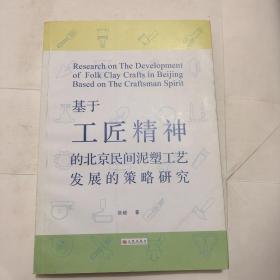 Research on The Development
of Folk Clay Crafts in Beijing
Based on The Craftsman Spirit
基于
工匠精神
的北京民间泥塑工艺
发展的策略研究
著